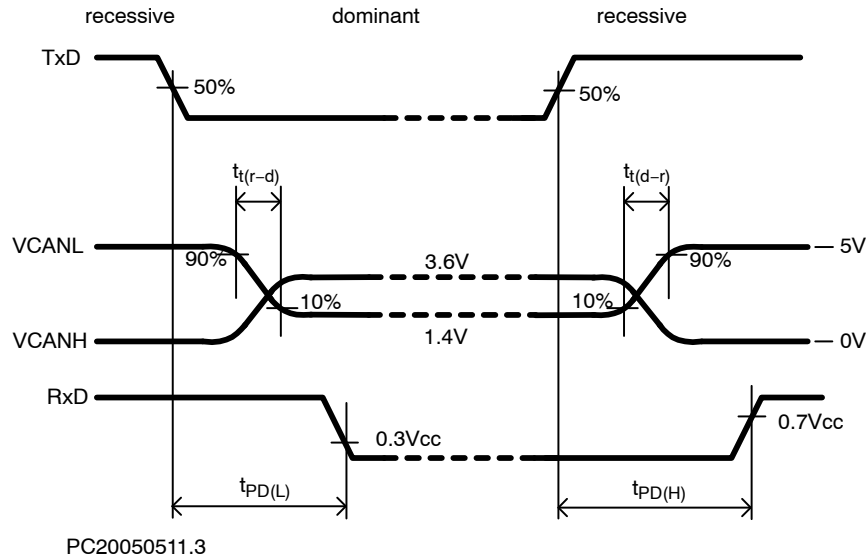 recessive dominant recessive
TxD
50% 50%
tt(r–d) tt(d–r)
VCANL 90% 3.6V 90% 5V
10% 10%
VCANH 1.4V 0V
RxD
0.3Vcc 0.7Vcc
tPD(L) tPD(H)
PC20050511.3